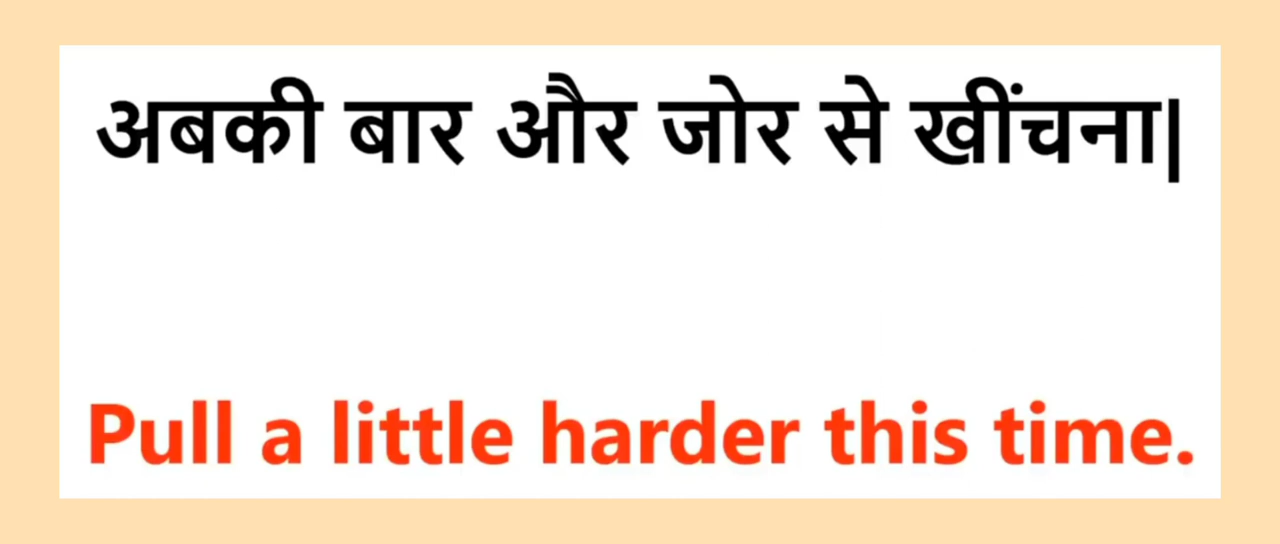 अबकी बार और जोर से खींचना|
Pull a little harder this time.